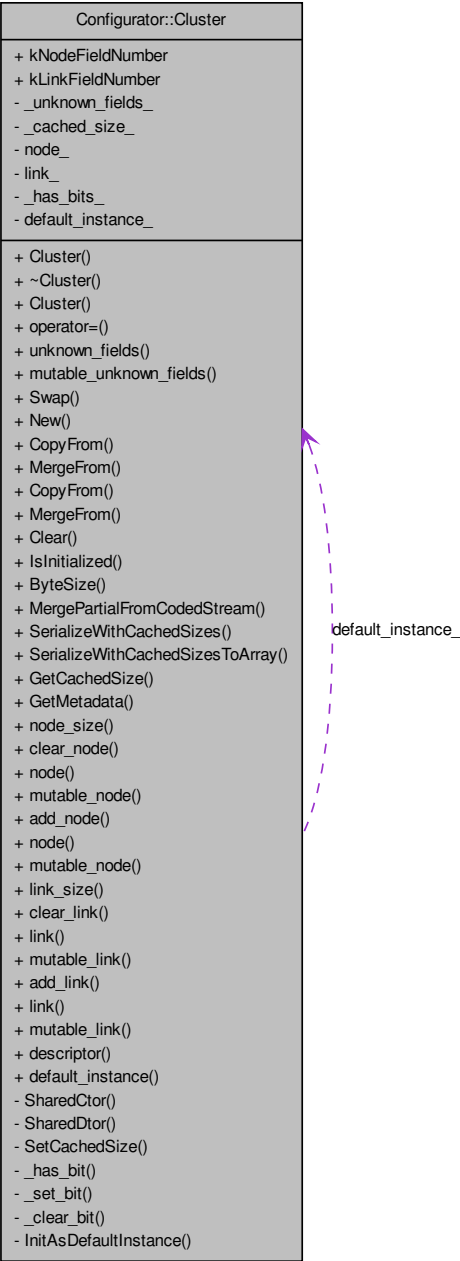 Configurator::Cluster
+ kNodeFieldNumber
+ kLinkFieldNumber
- _unknown_fields_
- _cached_size_
- node_
- link_
- _has_bits_
- default_instance_
+ Cluster()
+ ~Cluster()
+ Cluster()
+ operator=()
+ unknown_fields()
+ mutable_unknown_fields()
+ Swap()
+ New()
+ CopyFrom()
+ MergeFrom()
+ CopyFrom()
+ MergeFrom()
+ Clear()
+ IsInitialized()
+ ByteSize()
+ MergePartialFromCodedStream()
+ SerializeWithCachedSizes()
+ SerializeWithCachedSizesToArray()
+ GetCachedSize()
+ GetMetadata()
+ node_size()
+ clear_node()
+ node()
+ mutable_node()
+ add_node()
+ node()
+ mutable_node()
+ link_size()
+ clear_link()
+ link()
+ mutable_link()
+ add_link()
+ link()
+ mutable_link()
+ descriptor()
+ default_instance()
- SharedCtor()
- SharedDtor()
- SetCachedSize()
- _has_bit()
- _set_bit()
- _clear_bit()
- InitAsDefaultInstance()
default_instance_